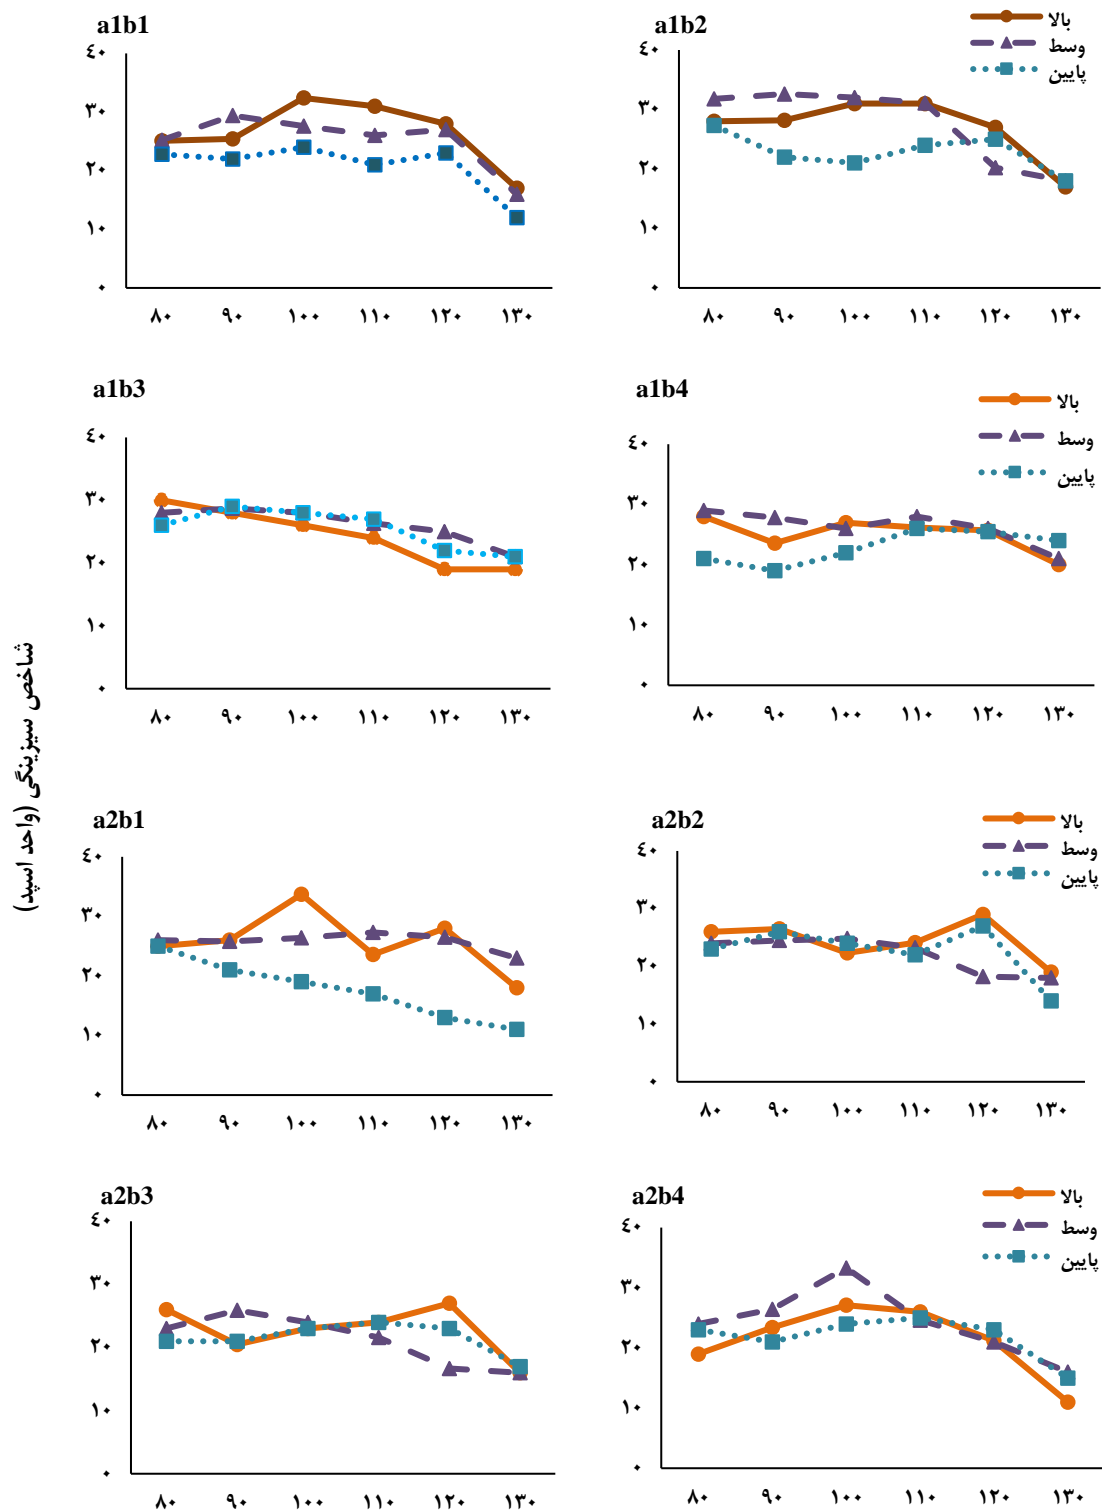 a1b1
٤٠
٣٠
٢٠
١٠
٠
٨٠ ٩٠ ١٠٠ ١١٠ ١٢٠ ١٣٠
a1b2
بالا
وسط
پایین
٤٠
٣٠
٢٠
١٠
٠
٨٠ ٩٠ ١٠٠ ١١٠ ١٢٠ ١٣٠
a1b3
٤٠
٣٠
٢٠
١٠
٠
٨٠ ٩٠ ١٠٠ ١١٠ ١٢٠ ١٣٠
a1b4
بالا
وسط
پایین
٤٠
٣٠
٢٠
١٠
٠
٨٠ ٩٠ ١٠٠ ١١٠ ١٢٠ ١٣٠
شاخص سبزینگی (واحد اسپد)
a2b1
٤٠
٣٠
٢٠
١٠
٠
٨٠ ٩٠ ١٠٠ ١١٠ ١٢٠ ١٣٠
a2b2
بالا
وسط
پایین
٤٠
٣٠
٢٠
١٠
٠
٨٠ ٩٠ ١٠٠ ١١٠ ١٢٠ ١٣٠
a2b3
٤٠
٣٠
٢٠
١٠
٠
٨٠ ٩٠ ١٠٠ ١١٠ ١٢٠ ١٣٠
a2b4
بالا
وسط
پایین
٤٠
٣٠
٢٠
١٠
٠
٨٠ ٩٠ ١٠٠ ١١٠ ١٢٠ ١٣٠